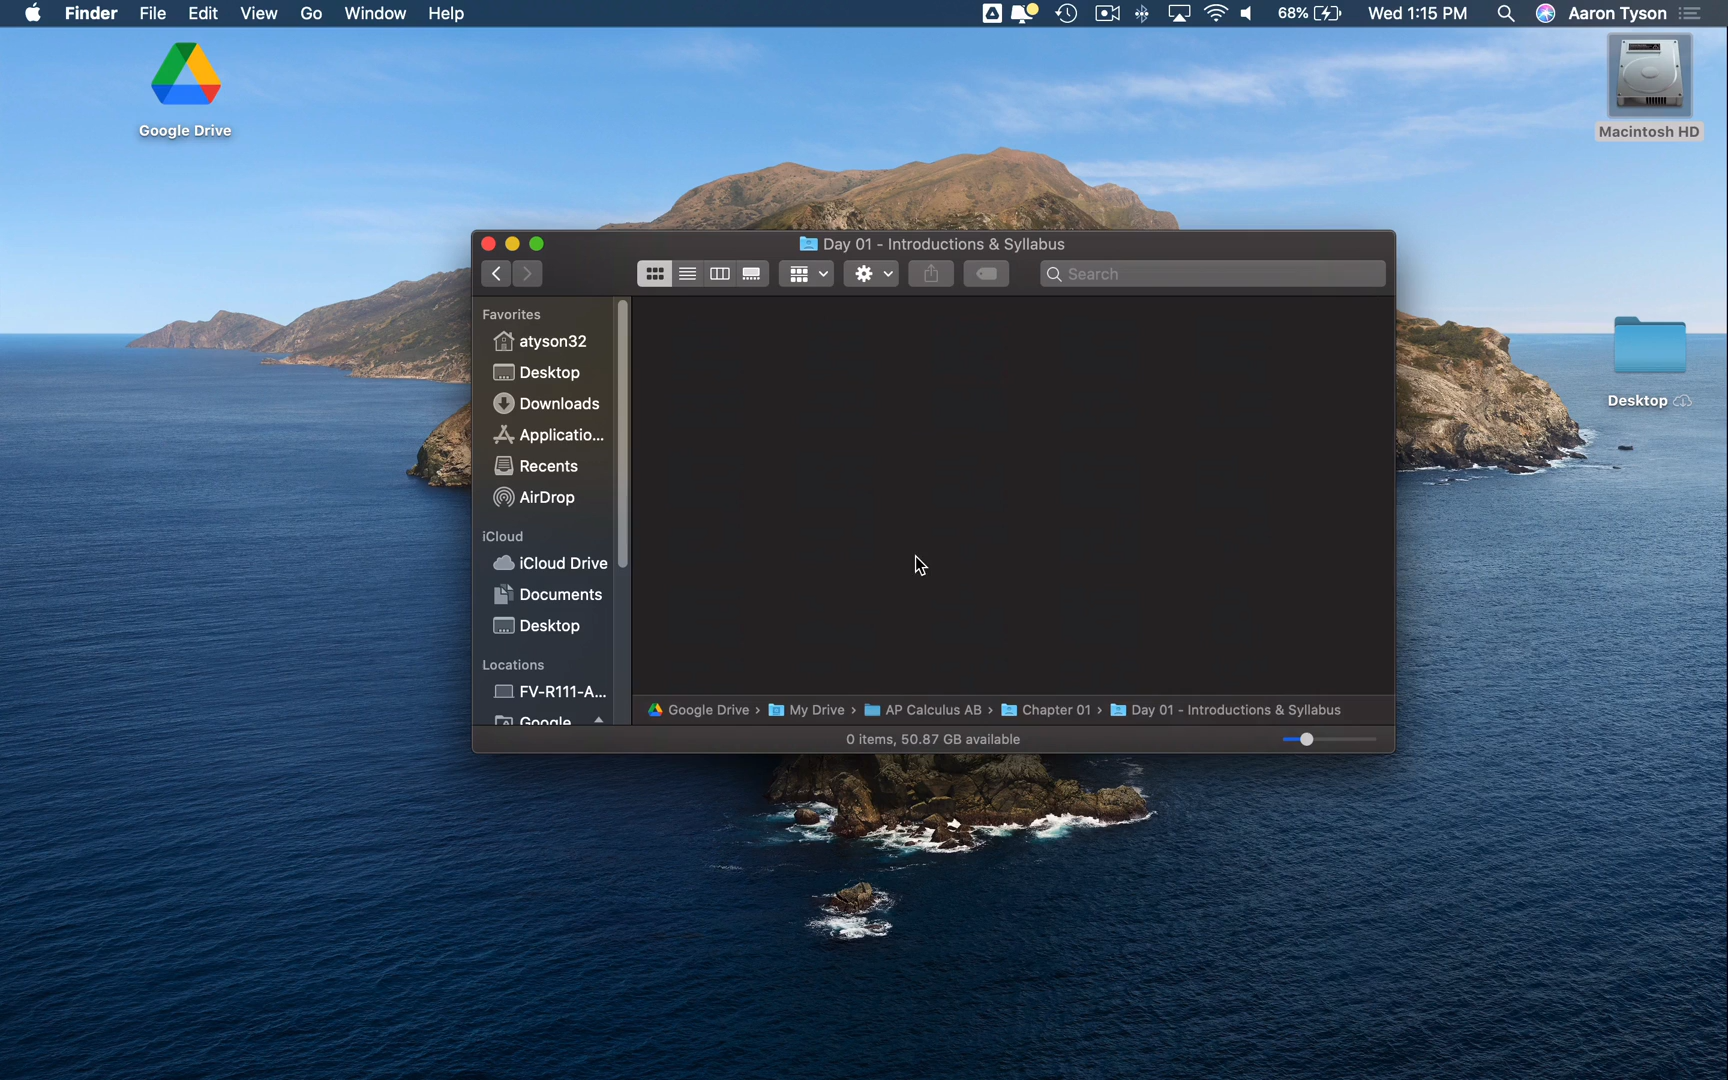 Finder File Edit View Go Window Help 68% Wed 1:15 PM Aaron Tyson
Google Drive
Macintosh HD
Desktop
Day 01 - Introductions & Syllabus
Search
Favorites
atyson32
Desktop
Downloads
Applicatio...
Recents
AirDrop
iCloud
iCloud Drive
Documents
Desktop
Locations
FV-R111-A...
Google
Google Drive › My Drive › AP Calculus AB › Chapter 01 › Day 01 - Introductions & Syllabus
0 items, 50.87 GB available